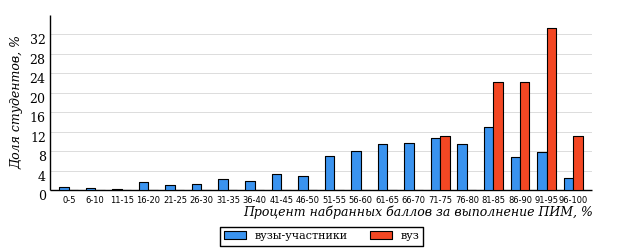 Доля студентов, %
32
28
24
20
16
12
8
4
0
0-5 6-10 11-15 16-20 21-25 26-30 31-35 36-40 41-45 46-50 51-55 56-60 61-65 66-70 71-75 76-80 81-85 86-90 91-95 96-100
Процент набранных баллов за выполнение ПИМ, %
вузы-участники вуз